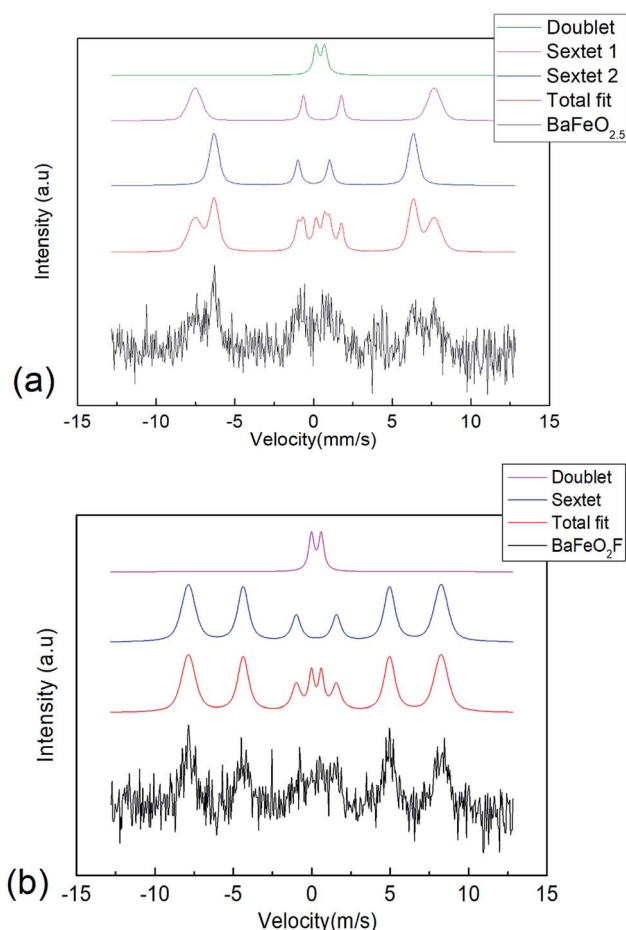 Doublet
Sextet 1
Sextet 2
Total fit
BaFeO2.5
Intensity (a.u)
(a)
-15 -10 -5 0 5 10 15
Velocity(mm/s)
Doublet
Sextet
Total fit
BaFeO2F
Intensity (a.u)
(b)
-15 -10 -5 0 5 10 15
Velocity(m/s)